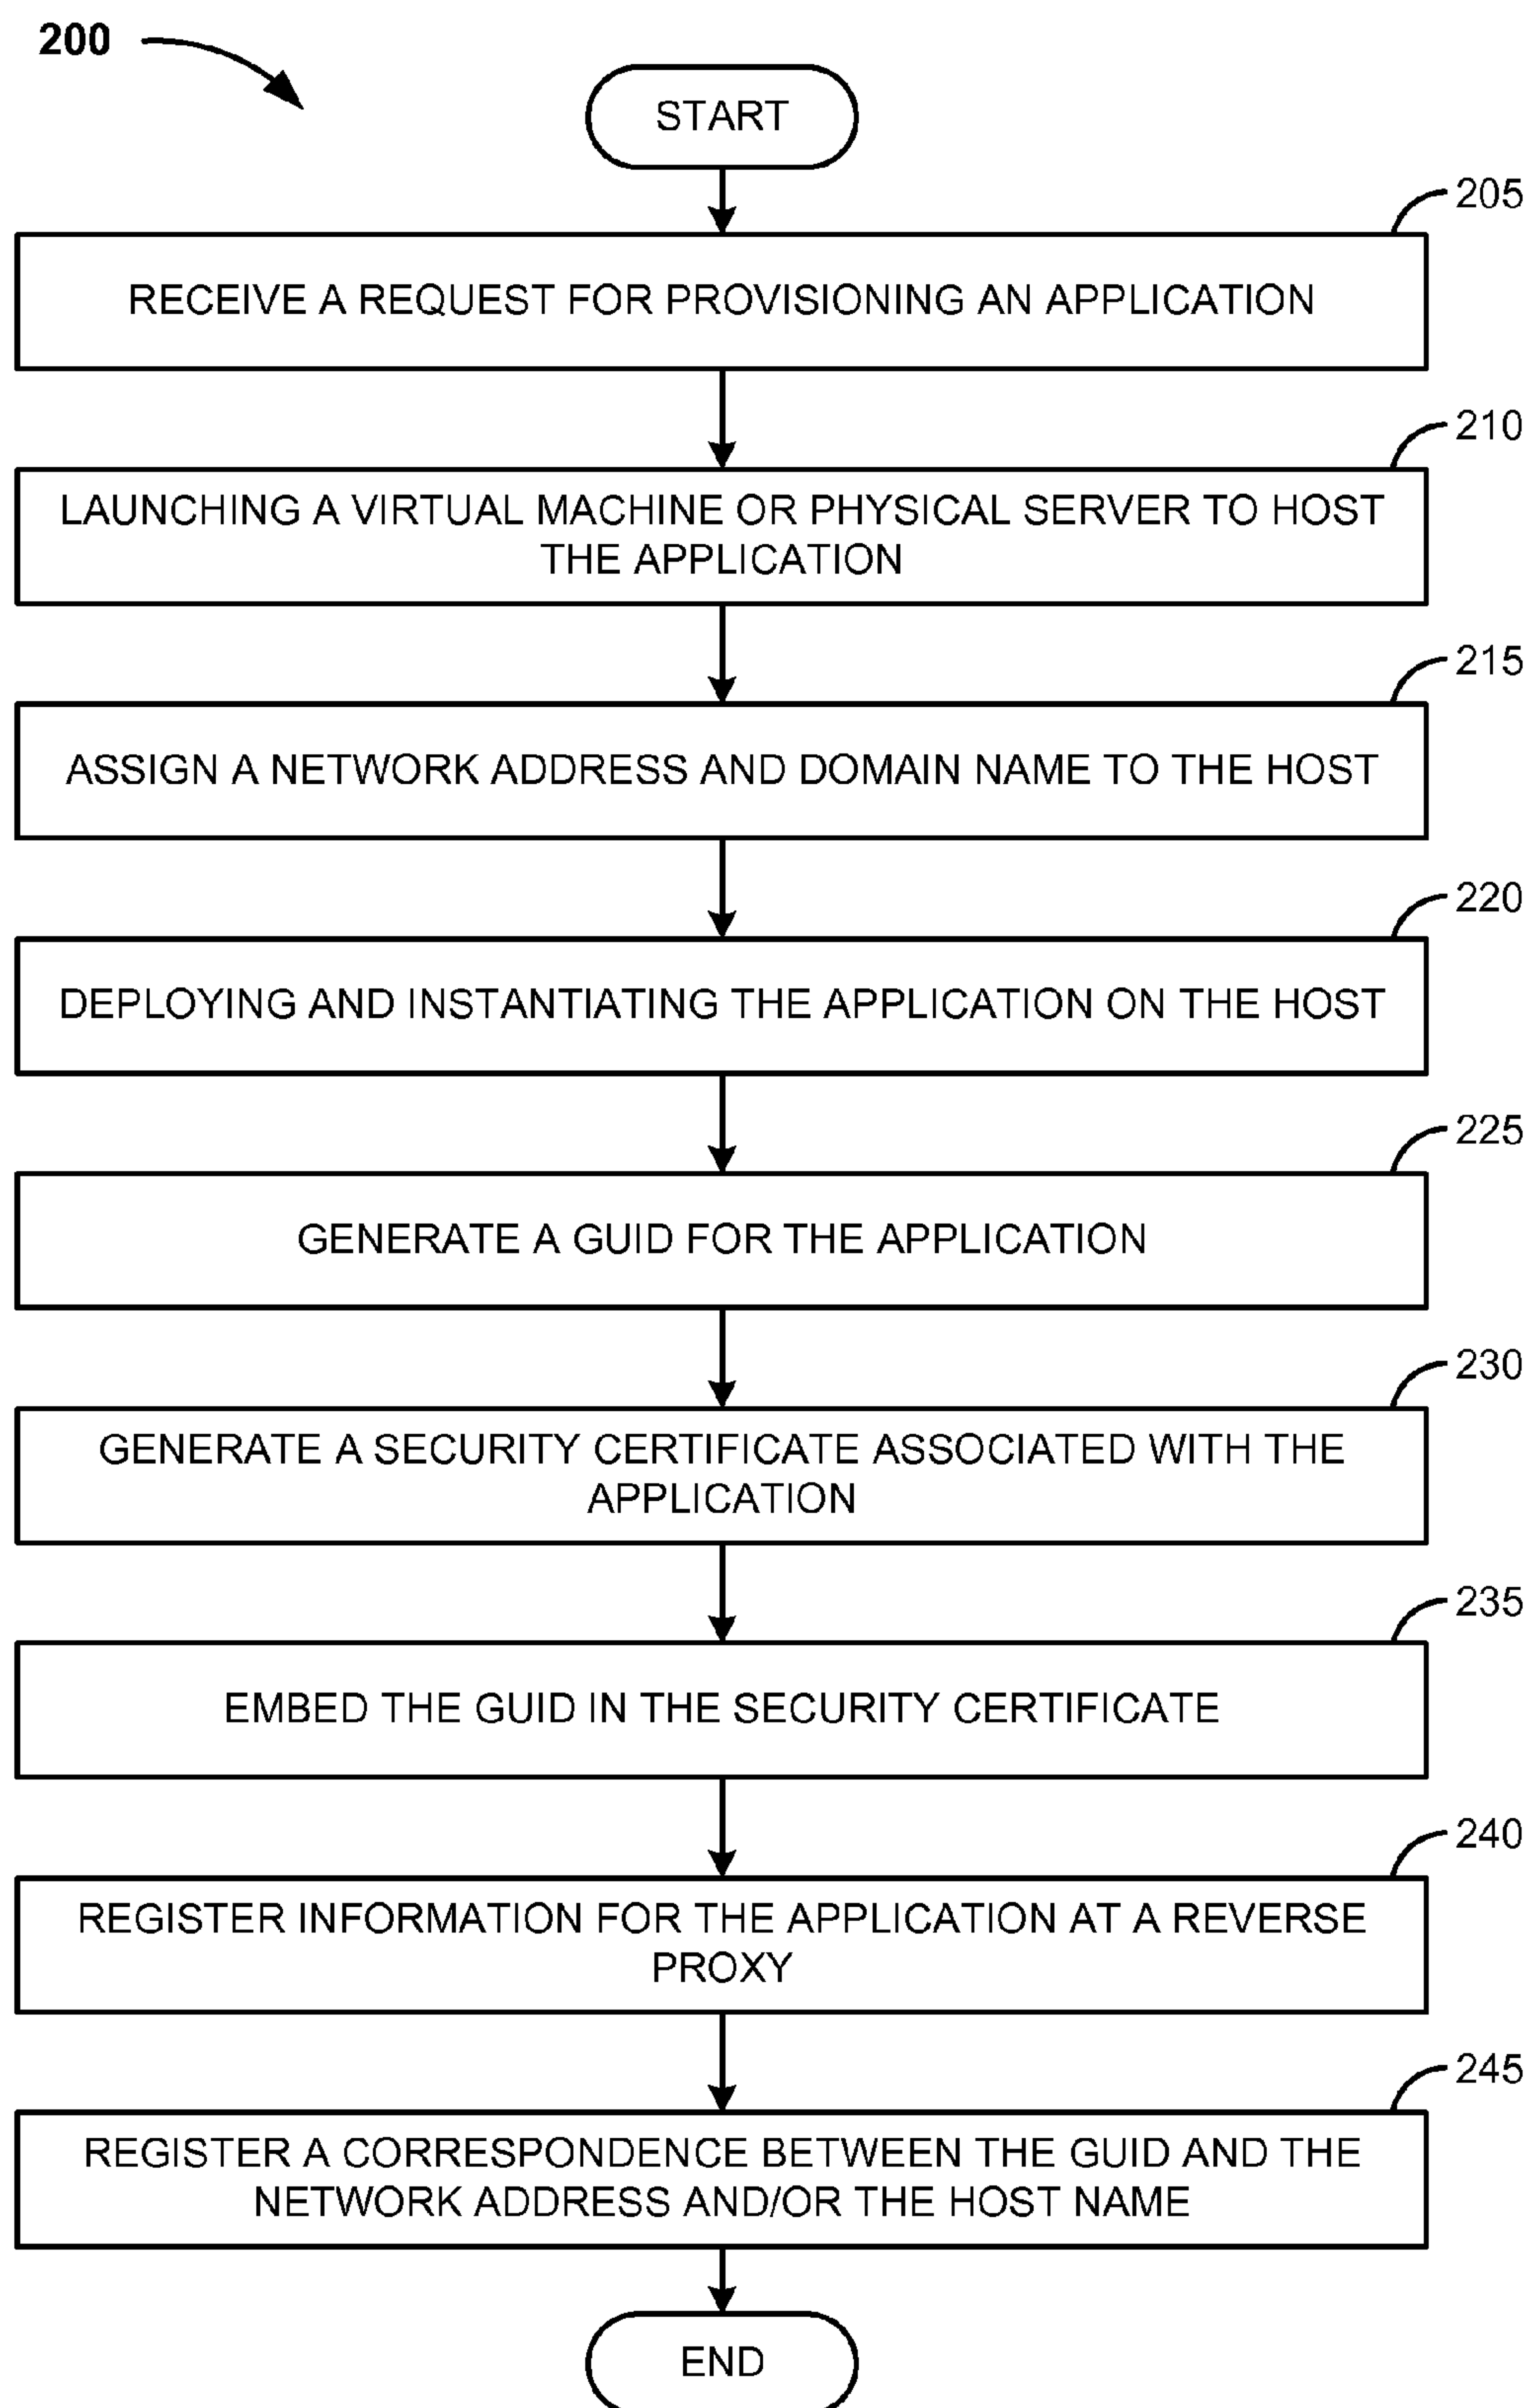 200
START
205
RECEIVE A REQUEST FOR PROVISIONING AN APPLICATION
210
LAUNCHING A VIRTUAL MACHINE OR PHYSICAL SERVER TO HOST
THE APPLICATION
215
ASSIGN A NETWORK ADDRESS AND DOMAIN NAME TO THE HOST
220
DEPLOYING AND INSTANTIATING THE APPLICATION ON THE HOST
225
GENERATE A GUID FOR THE APPLICATION
230
GENERATE A SECURITY CERTIFICATE ASSOCIATED WITH THE
APPLICATION
235
EMBED THE GUID IN THE SECURITY CERTIFICATE
240
REGISTER INFORMATION FOR THE APPLICATION AT A REVERSE
PROXY
245
REGISTER A CORRESPONDENCE BETWEEN THE GUID AND THE
NETWORK ADDRESS AND/OR THE HOST NAME
END